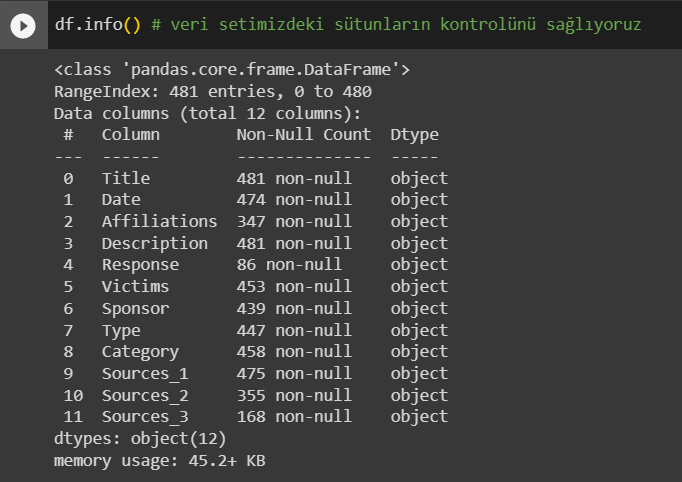 df.info() # veri setimizdeki sütunların kontrolünü sağlıyoruz
<class 'pandas.core.frame.DataFrame'>
RangeIndex: 481 entries, 0 to 480
Data columns (total 12 columns):
 #   Column        Non-Null Count  Dtype
---  ------        --------------  -----
 0   Title         481 non-null    object
 1   Date          474 non-null    object
 2   Affiliations  347 non-null    object
 3   Description   481 non-null    object
 4   Response      86 non-null     object
 5   Victims       453 non-null    object
 6   Sponsor       439 non-null    object
 7   Type          447 non-null    object
 8   Category      458 non-null    object
 9   Sources_1     475 non-null    object
 10  Sources_2     355 non-null    object
 11  Sources_3     168 non-null    object
dtypes: object(12)
memory usage: 45.2+ KB